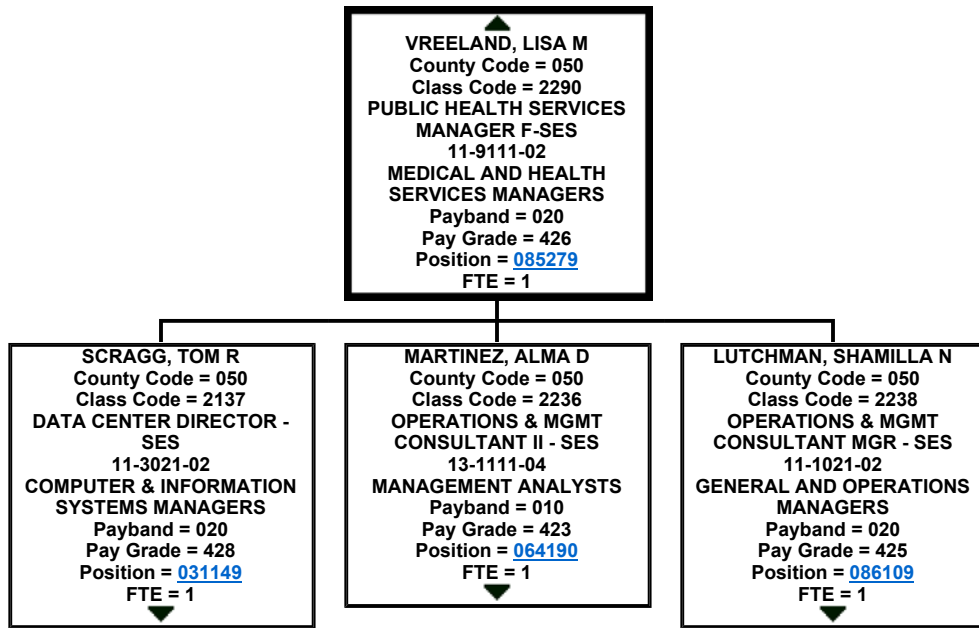 VREELAND, LISA M
County Code = 050
Class Code = 2290
PUBLIC HEALTH SERVICES
MANAGER F-SES
11-9111-02
MEDICAL AND HEALTH
SERVICES MANAGERS
Payband = 020
Pay Grade = 426
Position = 085279
FTE = 1
SCRAGG, TOM R
County Code = 050
Class Code = 2137
DATA CENTER DIRECTOR -
SES
11-3021-02
COMPUTER & INFORMATION
SYSTEMS MANAGERS
Payband = 020
Pay Grade = 428
Position = 031149
FTE = 1
MARTINEZ, ALMA D
County Code = 050
Class Code = 2236
OPERATIONS & MGMT
CONSULTANT II - SES
13-1111-04
MANAGEMENT ANALYSTS
Payband = 010
Pay Grade = 423
Position = 064190
FTE = 1
LUTCHMAN, SHAMILLA N
County Code = 050
Class Code = 2238
OPERATIONS & MGMT
CONSULTANT MGR - SES
11-1021-02
GENERAL AND OPERATIONS
MANAGERS
Payband = 020
Pay Grade = 425
Position = 086109
FTE = 1